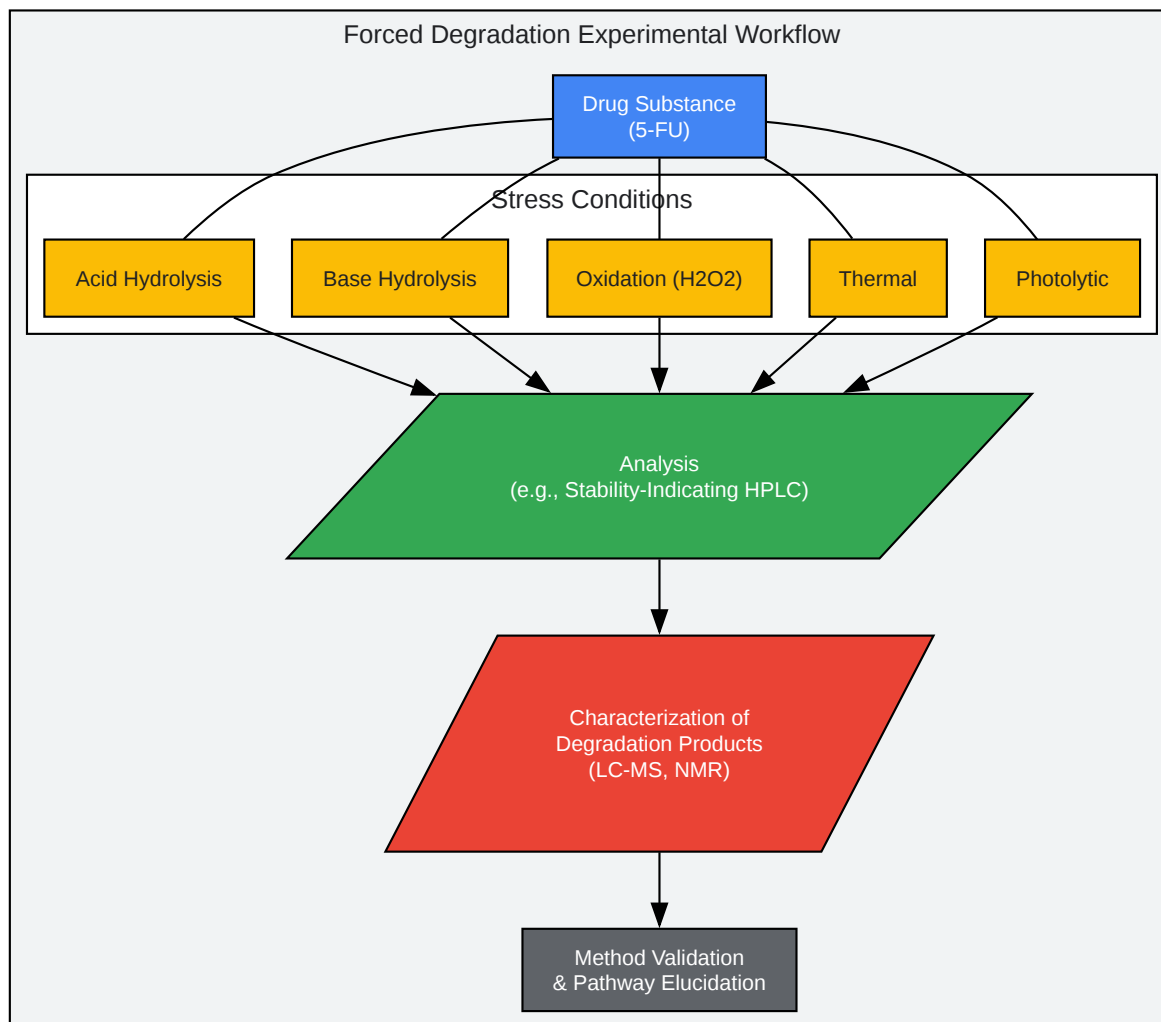 Forced Degradation Experimental Workflow
Drug Substance
(5-FU)
Stress Conditions
Acid Hydrolysis
Base Hydrolysis
Oxidation (H2O2)
Thermal
Photolytic
Analysis
(e.g., Stability-Indicating HPLC)
Characterization of
Degradation Products
(LC-MS, NMR)
Method Validation
& Pathway Elucidation